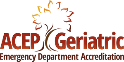 ACEP Geriatric
Emergency Department Accreditation